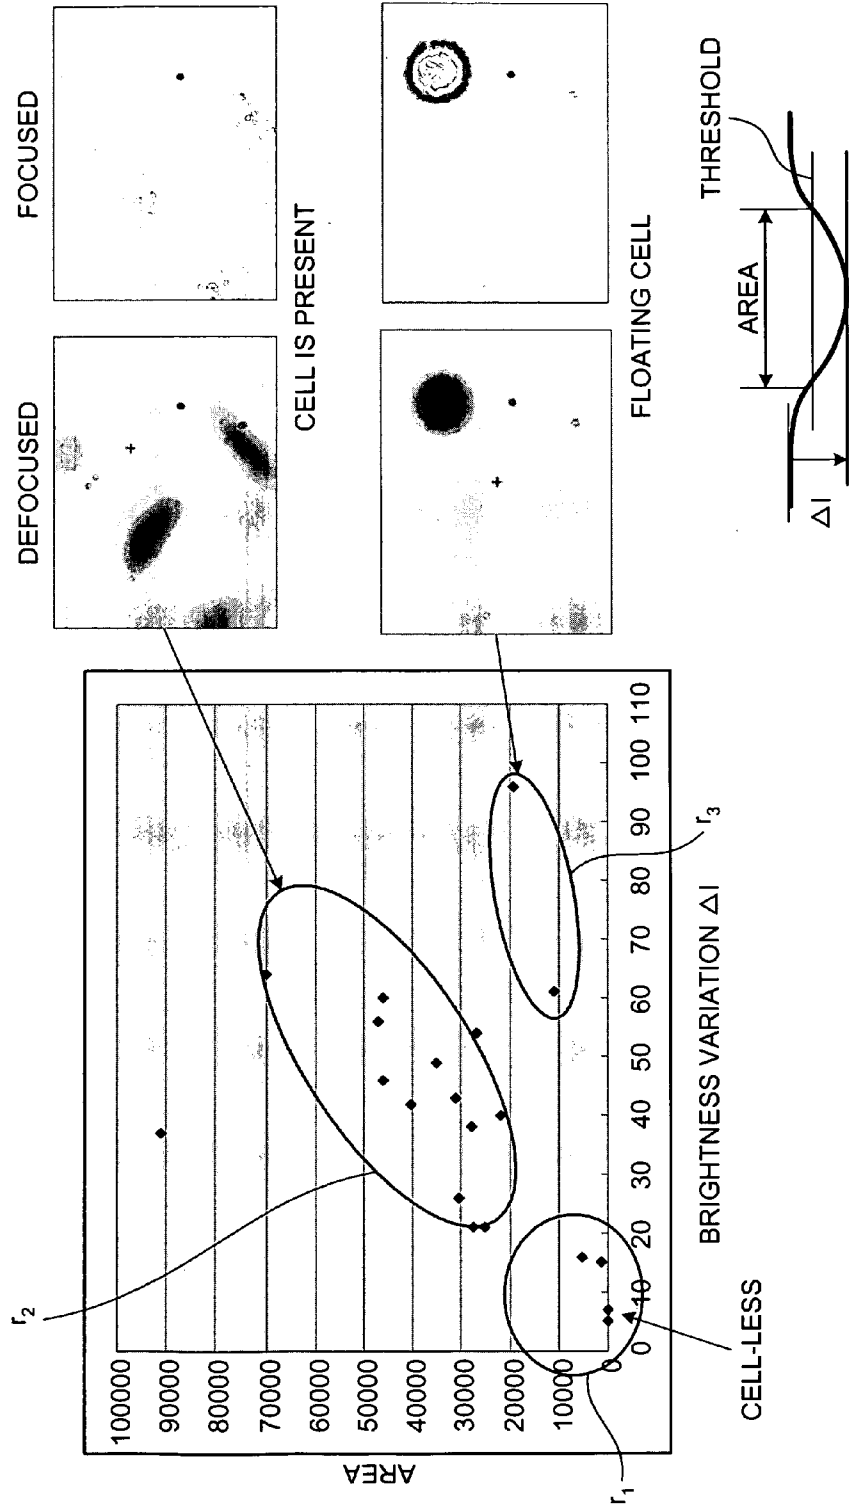 DEFOCUSED
FOCUSED
CELL IS PRESENT
FLOATING CELL
r2
AREA
100000
90000
80000
70000
60000
50000
40000
30000
20000
10000
0
0 10 20 30 40 50 60 70 80 90 100 110
BRIGHTNESS VARIATION ΔI
r1
CELL-LESS
r3
THRESHOLD
AREA
ΔI